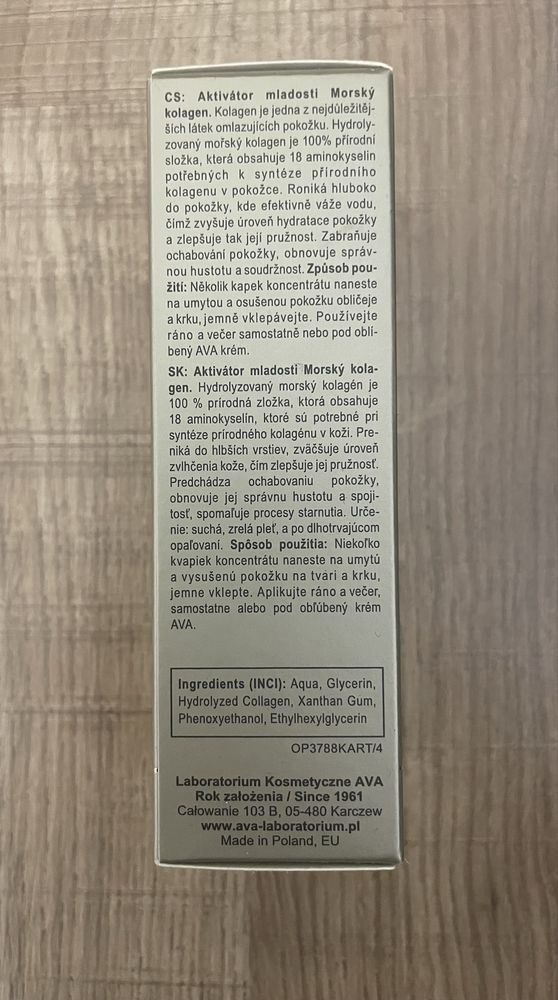 CS: Aktivátor mladosti Morský
kolagen. Kolagen je jedna z nejdůležitěj-
ších látek omlazujících pokožku. Hydroly-
zovaný mořský kolagen je 100% přírodní
složka, která obsahuje 18 aminokyselin
potřebných k syntéze přírodního
kolagenu v pokožce. Roniká hluboko
do pokožky, kde efektivně váže vodu,
čímž zvyšuje úroveň hydratace pokožky
a zlepšuje tak její pružnost. Zabraňuje
ochabování pokožky, obnovuje správ-
nou hustotu a soudržnost. Způsob pou-
žití: Několik kapek koncentrátu naneste
na umytou a osušenou pokožku obličeje
a krku, jemně vklepávejte. Používejte
ráno a večer samostatně nebo pod oblí-
bený AVA krém.
SK: Aktivátor mladosti Morský kola-
gen. Hydrolyzovaný morský kolagén je
100 % prírodná zložka, ktorá obsahuje
18 aminokyselín, ktoré sú potrebné pri
syntéze prírodného kolagénu v koži. Pre-
niká do hlbších vrstiev, zväčšuje úroveň
zvlhčenia kože, čím zlepšuje jej pružnosť.
Predchádza ochabovaniu pokožky,
obnovuje jej správnu hustotu a spoji-
tosť, spomaľuje procesy starnutia. Urče-
nie: suchá, zrelá pleť, a po dlhotrvajúcom
opaľovaní. Spôsob použitia: Niekoľko
kvapiek koncentrátu naneste na umytú
a vysušenú pokožku na tvari a krku,
jemne vklepte. Aplikujte ráno a večer,
samostatne alebo pod obľúbený krém
AVA.
Ingredients (INCI): Aqua, Glycerin,
Hydrolyzed Collagen, Xanthan Gum,
Phenoxyethanol, Ethylhexylglycerin
OP3788KART/4
Laboratorium Kosmetyczne AVA
Rok założenia / Since 1961
Całowanie 103 B, 05-480 Karczew
www.ava-laboratorium.pl
Made in Poland, EU